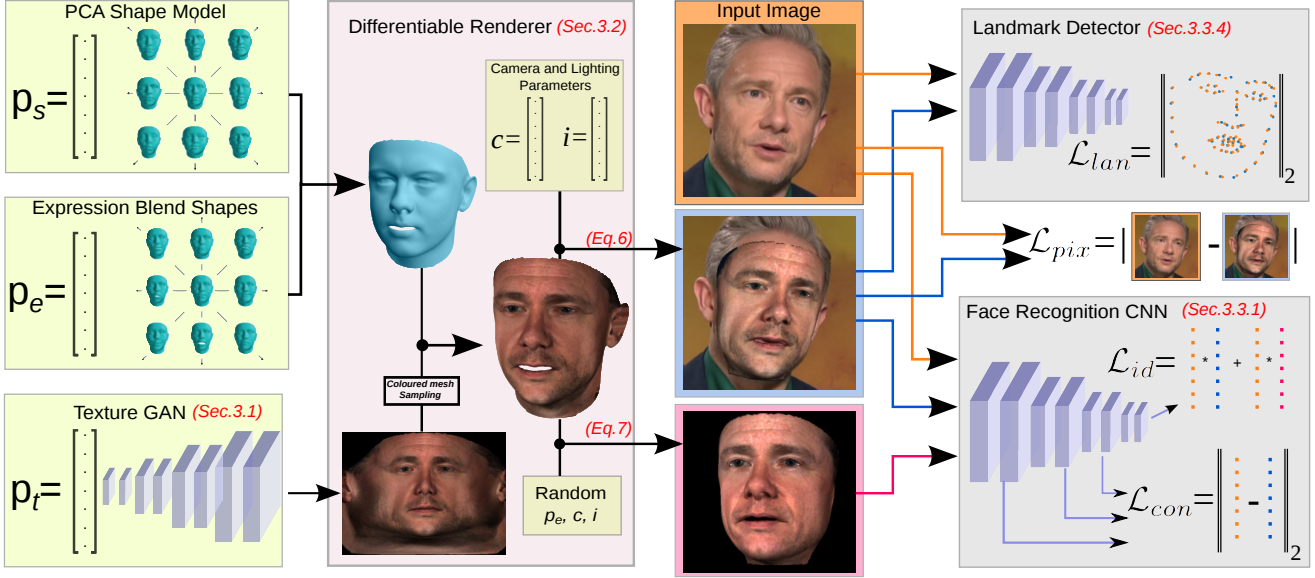 PCA Shape Model
p_s=
Expression Blend Shapes
p_e=
Texture GAN (Sec.3.1)
p_t=
Differentiable Renderer (Sec.3.2)
Camera and Lighting
Parameters
c= i=
(Eq.6)
Coloured mesh
Sampling
(Eq.7)
Random
p_e, c, i
Input Image
Landmark Detector (Sec.3.3.4)
ℒ_lan= ‖ ‖_2
ℒ_pix=| - |
Face Recognition CNN (Sec.3.3.1)
ℒ_id= * + *
ℒ_con= ‖ - ‖_2